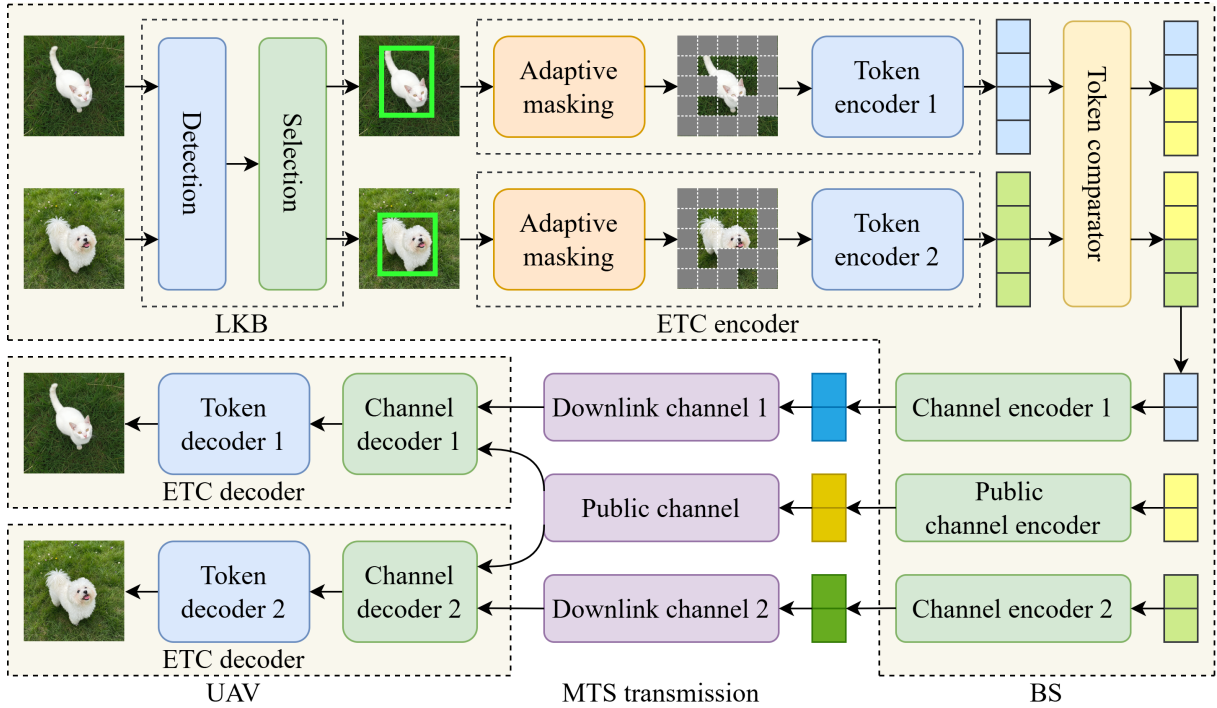 Detection
Selection
LKB
Adaptive
masking
Token
encoder 1
Adaptive
masking
Token
encoder 2
ETC encoder
Token comparator
Token
decoder 1
Channel
decoder 1
ETC decoder
Downlink channel 1
Channel encoder 1
Public channel
Public
channel encoder
Token
decoder 2
Channel
decoder 2
ETC decoder
Downlink channel 2
Channel encoder 2
UAV
MTS transmission
BS